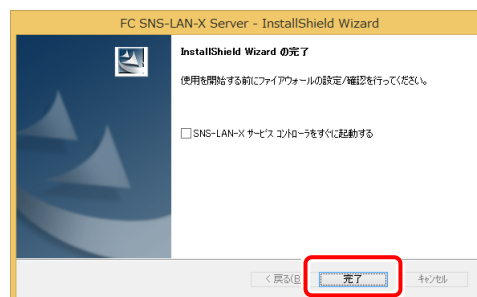 FC SNS-LAN-X Server - InstallShield Wizard
InstallShield Wizard の完了
使用を開始する前にファイアウォールの設定/確認を行ってください。
SNS-LAN-X サービス コントローラをすぐに起動する
< 戻る(B
完了
キャンセル